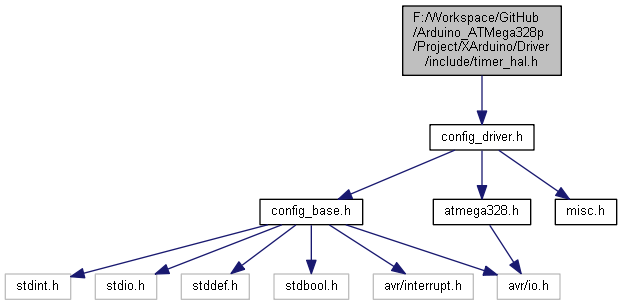 F:/Workspace/GitHub
/Arduino_ATMega328p
/Project/XArduino/Driver
/include/timer_hal.h
config_driver.h
config_base.h
atmega328.h
misc.h
stdint.h
stdio.h
stddef.h
stdbool.h
avr/interrupt.h
avr/io.h